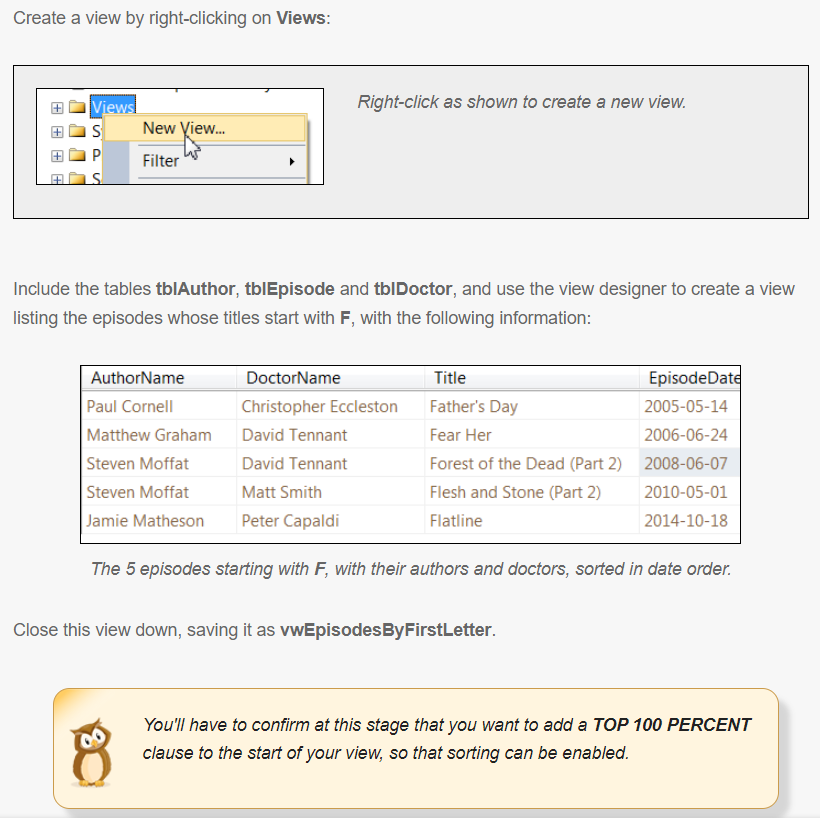 Create a view by right-clicking on Views:
Views
New View...
Filter
Right-click as shown to create a new view.
Include the tables tblAuthor, tblEpisode and tblDoctor, and use the view designer to create a view
listing the episodes whose titles start with F, with the following information:
AuthorName DoctorName Title EpisodeDate
Paul Cornell Christopher Eccleston Father's Day 2005-05-14
Matthew Graham David Tennant Fear Her 2006-06-24
Steven Moffat David Tennant Forest of the Dead (Part 2) 2008-06-07
Steven Moffat Matt Smith Flesh and Stone (Part 2) 2010-05-01
Jamie Matheson Peter Capaldi Flatline 2014-10-18
The 5 episodes starting with F, with their authors and doctors, sorted in date order.
Close this view down, saving it as vwEpisodesByFirstLetter.
You'll have to confirm at this stage that you want to add a TOP 100 PERCENT
clause to the start of your view, so that sorting can be enabled.